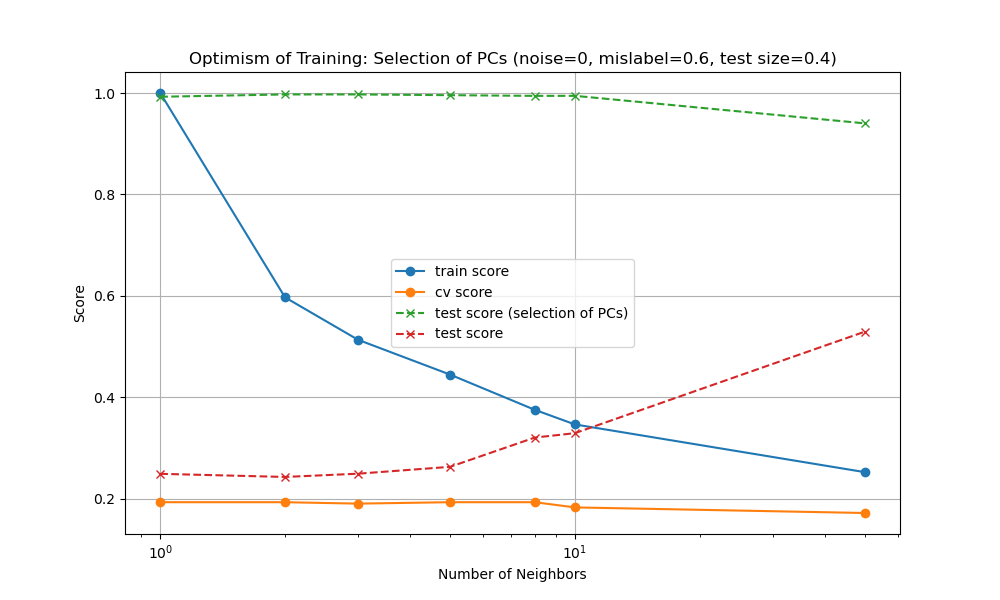 Optimism of Training: Selection of PCs (noise=0, mislabel=0.6, test size=0.4)
1.0
0.8
0.6
0.4
0.2
Score
train score
cv score
test score (selection of PCs)
test score
10⁰
10¹
Number of Neighbors